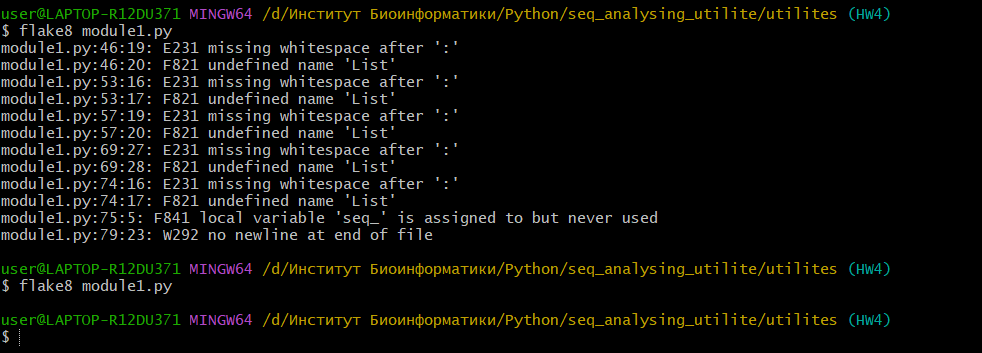 user@LAPTOP-R12DU371 MINGW64 /d/Институт Биоинформатики/Python/seq_analysing_utilite/utilites (HW4)
$ flake8 module1.py
module1.py:46:19: E231 missing whitespace after ':'
module1.py:46:20: F821 undefined name 'List'
module1.py:53:16: E231 missing whitespace after ':'
module1.py:53:17: F821 undefined name 'List'
module1.py:57:19: E231 missing whitespace after ':'
module1.py:57:20: F821 undefined name 'List'
module1.py:69:27: E231 missing whitespace after ':'
module1.py:69:28: F821 undefined name 'List'
module1.py:74:16: E231 missing whitespace after ':'
module1.py:74:17: F821 undefined name 'List'
module1.py:75:5: F841 local variable 'seq_' is assigned to but never used
module1.py:79:23: W292 no newline at end of file
user@LAPTOP-R12DU371 MINGW64 /d/Институт Биоинформатики/Python/seq_analysing_utilite/utilites (HW4)
$ flake8 module1.py
user@LAPTOP-R12DU371 MINGW64 /d/Институт Биоинформатики/Python/seq_analysing_utilite/utilites (HW4)
$